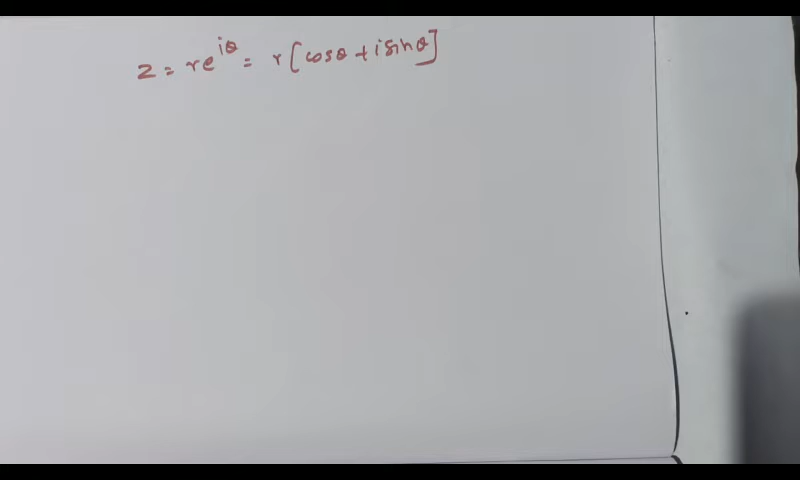 z = re^{iθ} = r [cosθ + i sinθ]